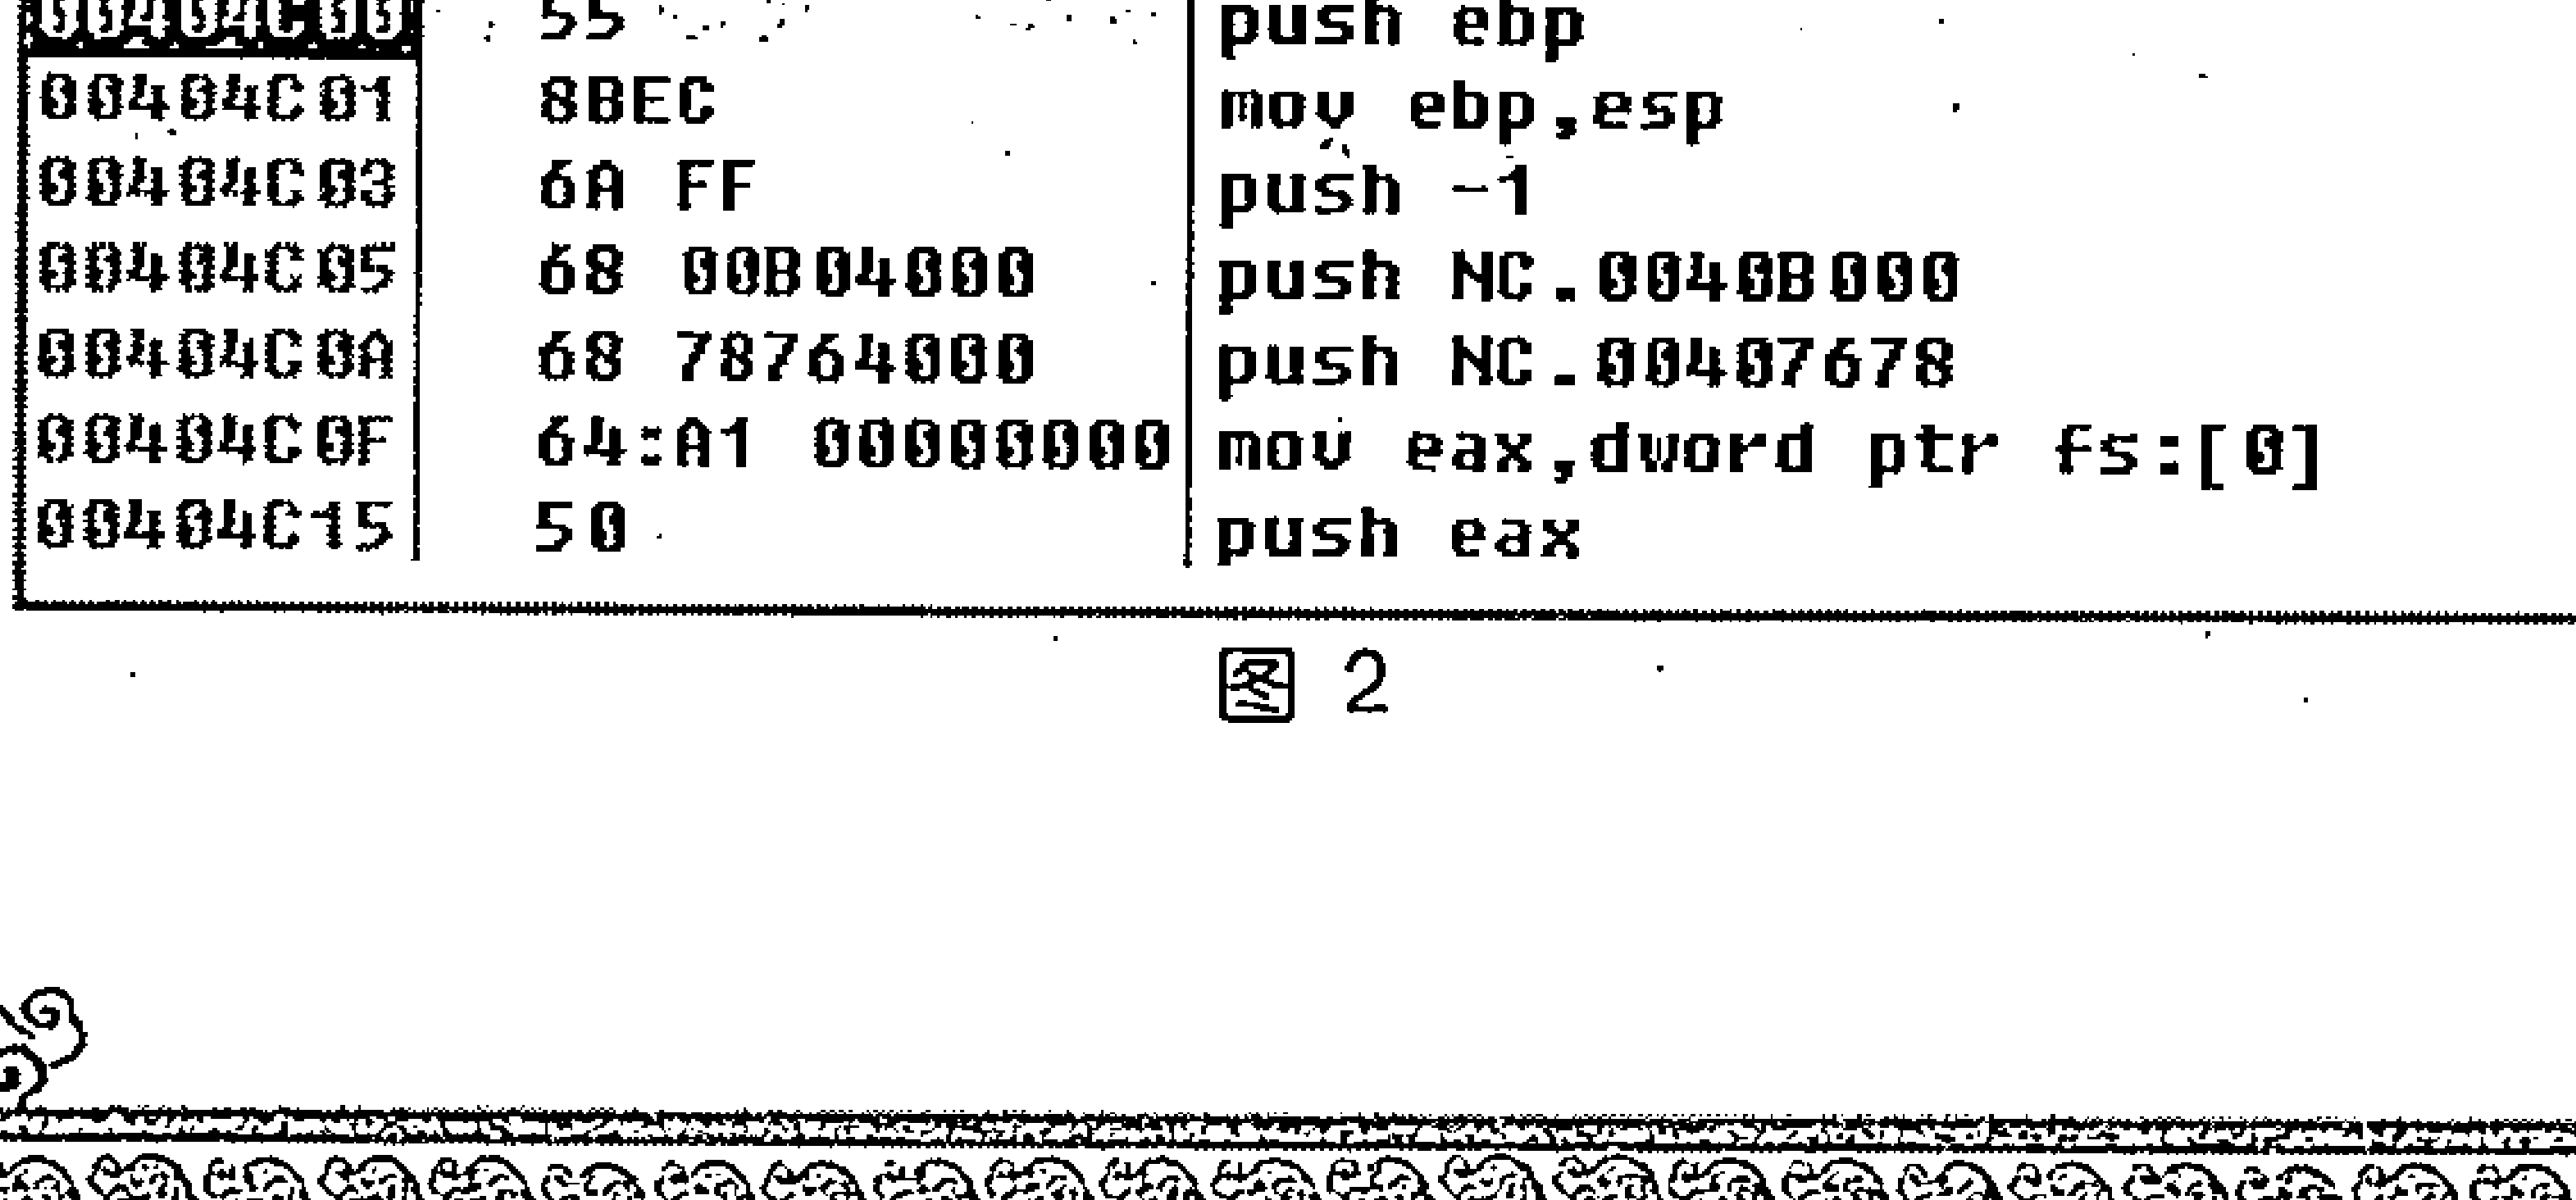 00404C00 55 push ebp
00404C01 8BEC mov ebp,esp
00404C03 6A FF push -1
00404C05 68 00B04000 push NC.0040B000
00404C0A 68 78764000 push NC.00407678
00404C0F 64:A1 00000000 mov eax,dword ptr fs:[0]
00404C15 50 push eax
图 2